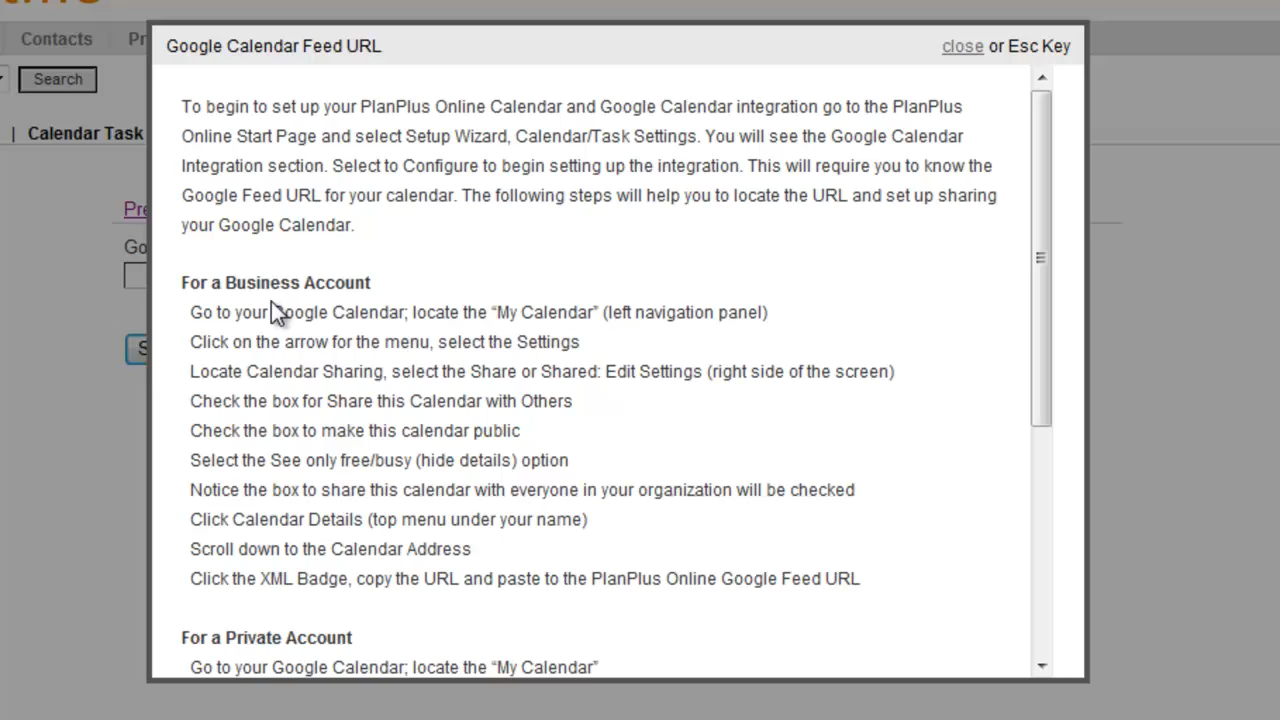 Contacts
Google Calendar Feed URL
close or Esc Key
Search
| Calendar Task
To begin to set up your PlanPlus Online Calendar and Google Calendar integration go to the PlanPlus
Online Start Page and select Setup Wizard, Calendar/Task Settings. You will see the Google Calendar
Integration section. Select to Configure to begin setting up the integration. This will require you to know the
Google Feed URL for your calendar. The following steps will help you to locate the URL and set up sharing
your Google Calendar.
For a Business Account
Go to your Google Calendar; locate the “My Calendar” (left navigation panel)
Click on the arrow for the menu, select the Settings
Locate Calendar Sharing, select the Share or Shared: Edit Settings (right side of the screen)
Check the box for Share this Calendar with Others
Check the box to make this calendar public
Select the See only free/busy (hide details) option
Notice the box to share this calendar with everyone in your organization will be checked
Click Calendar Details (top menu under your name)
Scroll down to the Calendar Address
Click the XML Badge, copy the URL and paste to the PlanPlus Online Google Feed URL
For a Private Account
Go to your Google Calendar; locate the “My Calendar”